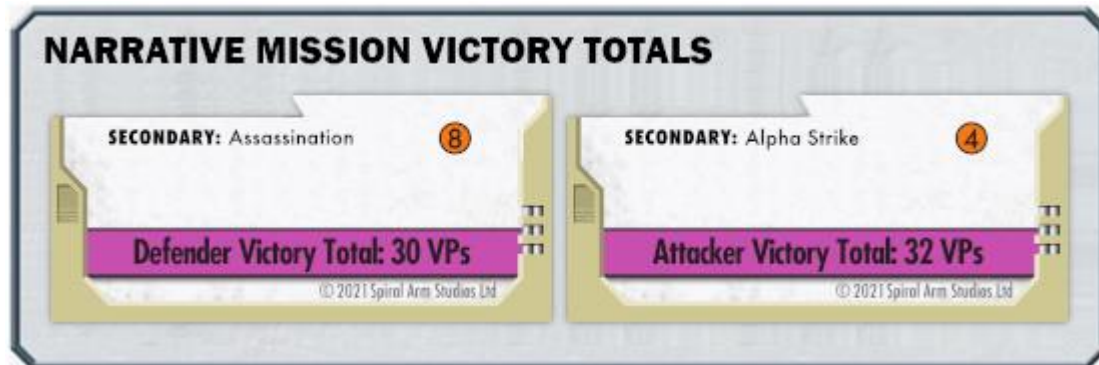 NARRATIVE MISSION VICTORY TOTALS
SECONDARY: Assassination 8
Defender Victory Total: 30 VPs
© 2021 Spiral Arm Studios Ltd
SECONDARY: Alpha Strike 4
Attacker Victory Total: 32 VPs
© 2021 Spiral Arm Studios Ltd